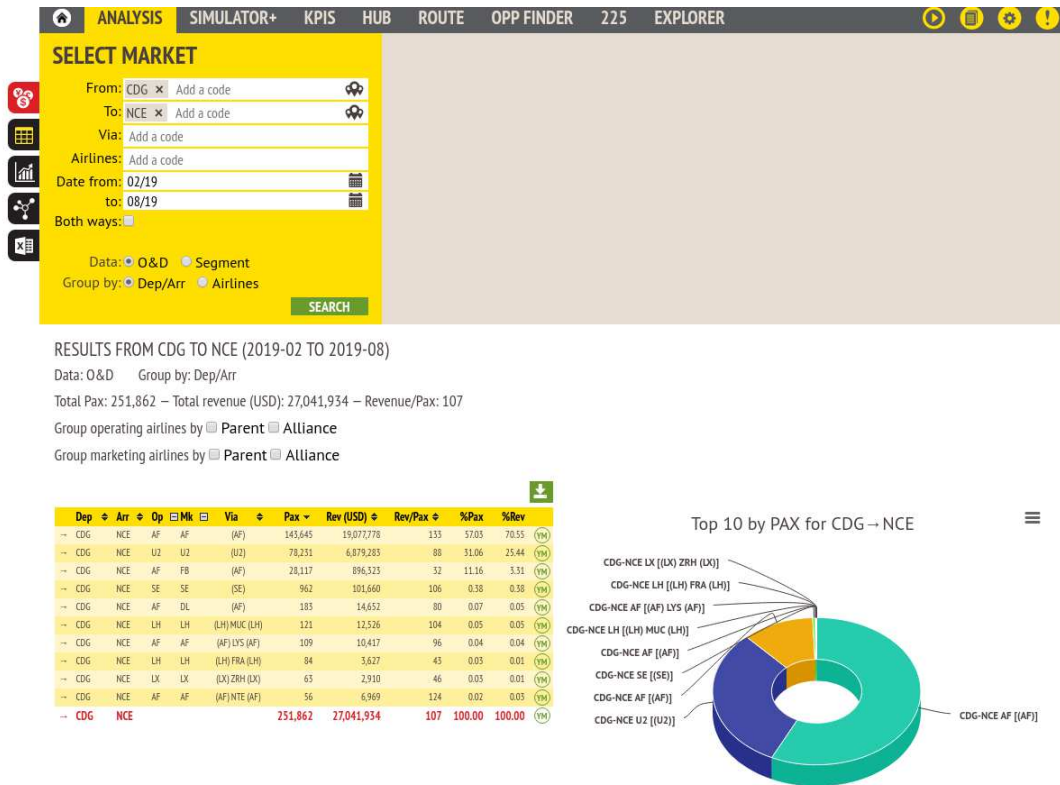 ANALYSIS SIMULATOR+ KPIS HUB ROUTE OPP FINDER 225 EXPLORER
SELECT MARKET
From: CDG × Add a code
To: NCE × Add a code
Via: Add a code
Airlines: Add a code
Date from: 02/19
to: 08/19
Both ways:
Data: O&D Segment
Group by: Dep/Arr Airlines
SEARCH
RESULTS FROM CDG TO NCE (2019-02 TO 2019-08)
Data: O&D Group by: Dep/Arr
Total Pax: 251,862 — Total revenue (USD): 27,041,934 — Revenue/Pax: 107
Group operating airlines by Parent Alliance
Group marketing airlines by Parent Alliance
Dep Arr Op Mk Via Pax Rev (USD) Rev/Pax %Pax %Rev
→ CDG NCE AF AF (AF) 143,645 19,077,778 133 57.03 70.55 YM
→ CDG NCE U2 U2 (U2) 78,231 6,879,283 88 31.06 25.44 YM
→ CDG NCE AF FB (AF) 28,117 896,323 32 11.16 3.31 YM
→ CDG NCE SE SE (SE) 962 101,660 106 0.38 0.38 YM
→ CDG NCE AF DL (AF) 183 14,652 80 0.07 0.05 YM
→ CDG NCE LH LH (LH) MUC (LH) 121 12,526 104 0.05 0.05 YM
→ CDG NCE AF AF (AF) LYS (AF) 109 10,417 96 0.04 0.04 YM
→ CDG NCE LH LH (LH) FRA (LH) 84 3,627 43 0.03 0.01 YM
→ CDG NCE LX LX (LX) ZRH (LX) 63 2,910 46 0.03 0.01 YM
→ CDG NCE AF AF (AF) NTE (AF) 56 6,969 124 0.02 0.03 YM
→ CDG NCE 251,862 27,041,934 107 100.00 100.00 YM
Top 10 by PAX for CDG→NCE
CDG-NCE LX [(LX) ZRH (LX)]
CDG-NCE LH [(LH) FRA (LH)]
CDG-NCE AF [(AF) LYS (AF)]
CDG-NCE LH [(LH) MUC (LH)]
CDG-NCE AF [(AF)]
CDG-NCE SE [(SE)]
CDG-NCE AF [(AF)]
CDG-NCE U2 [(U2)]
CDG-NCE AF [(AF)]